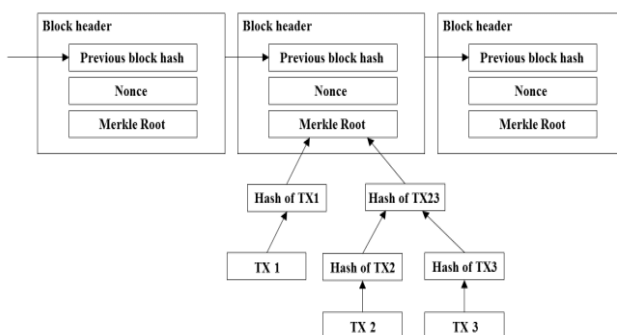 Block header
Previous block hash
Nonce
Merkle Root
Block header
Previous block hash
Nonce
Merkle Root
Block header
Previous block hash
Nonce
Merkle Root
Hash of TX1
Hash of TX23
TX 1
Hash of TX2
Hash of TX3
TX 2
TX 3